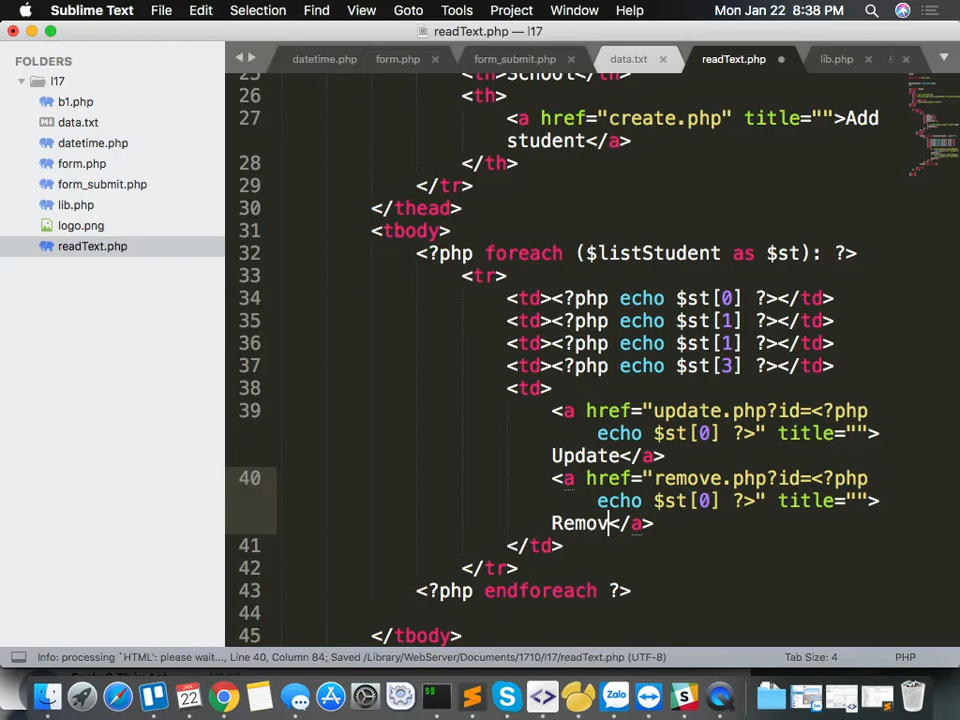 Sublime Text File Edit Selection Find View Goto Tools Project Window Help Mon Jan 22 8:38 PM
readText.php — l17
FOLDERS
l17
b1.php
data.txt
datetime.php
form.php
form_submit.php
lib.php
logo.png
readText.php
datetime.php form.php form_submit.php data.txt readText.php lib.php
25 <th>School</th>
26 <th>
27 <a href="create.php" title="">Add
student</a>
28 </th>
29 </tr>
30 </thead>
31 <tbody>
32 <?php foreach ($listStudent as $st): ?>
33 <tr>
34 <td><?php echo $st[0] ?></td>
35 <td><?php echo $st[1] ?></td>
36 <td><?php echo $st[1] ?></td>
37 <td><?php echo $st[3] ?></td>
38 <td>
39 <a href="update.php?id=<?php
echo $st[0] ?>" title="">
Update</a>
40 <a href="remove.php?id=<?php
echo $st[0] ?>" title="">
Remov</a>
41 </td>
42 </tr>
43 <?php endforeach ?>
44
45 </tbody>
Info: processing `HTML': please wait..., Line 40, Column 84; Saved /Library/WebServer/Documents/1710/l17/readText.php (UTF-8) Tab Size: 4 PHP
JAN
22
Zalo